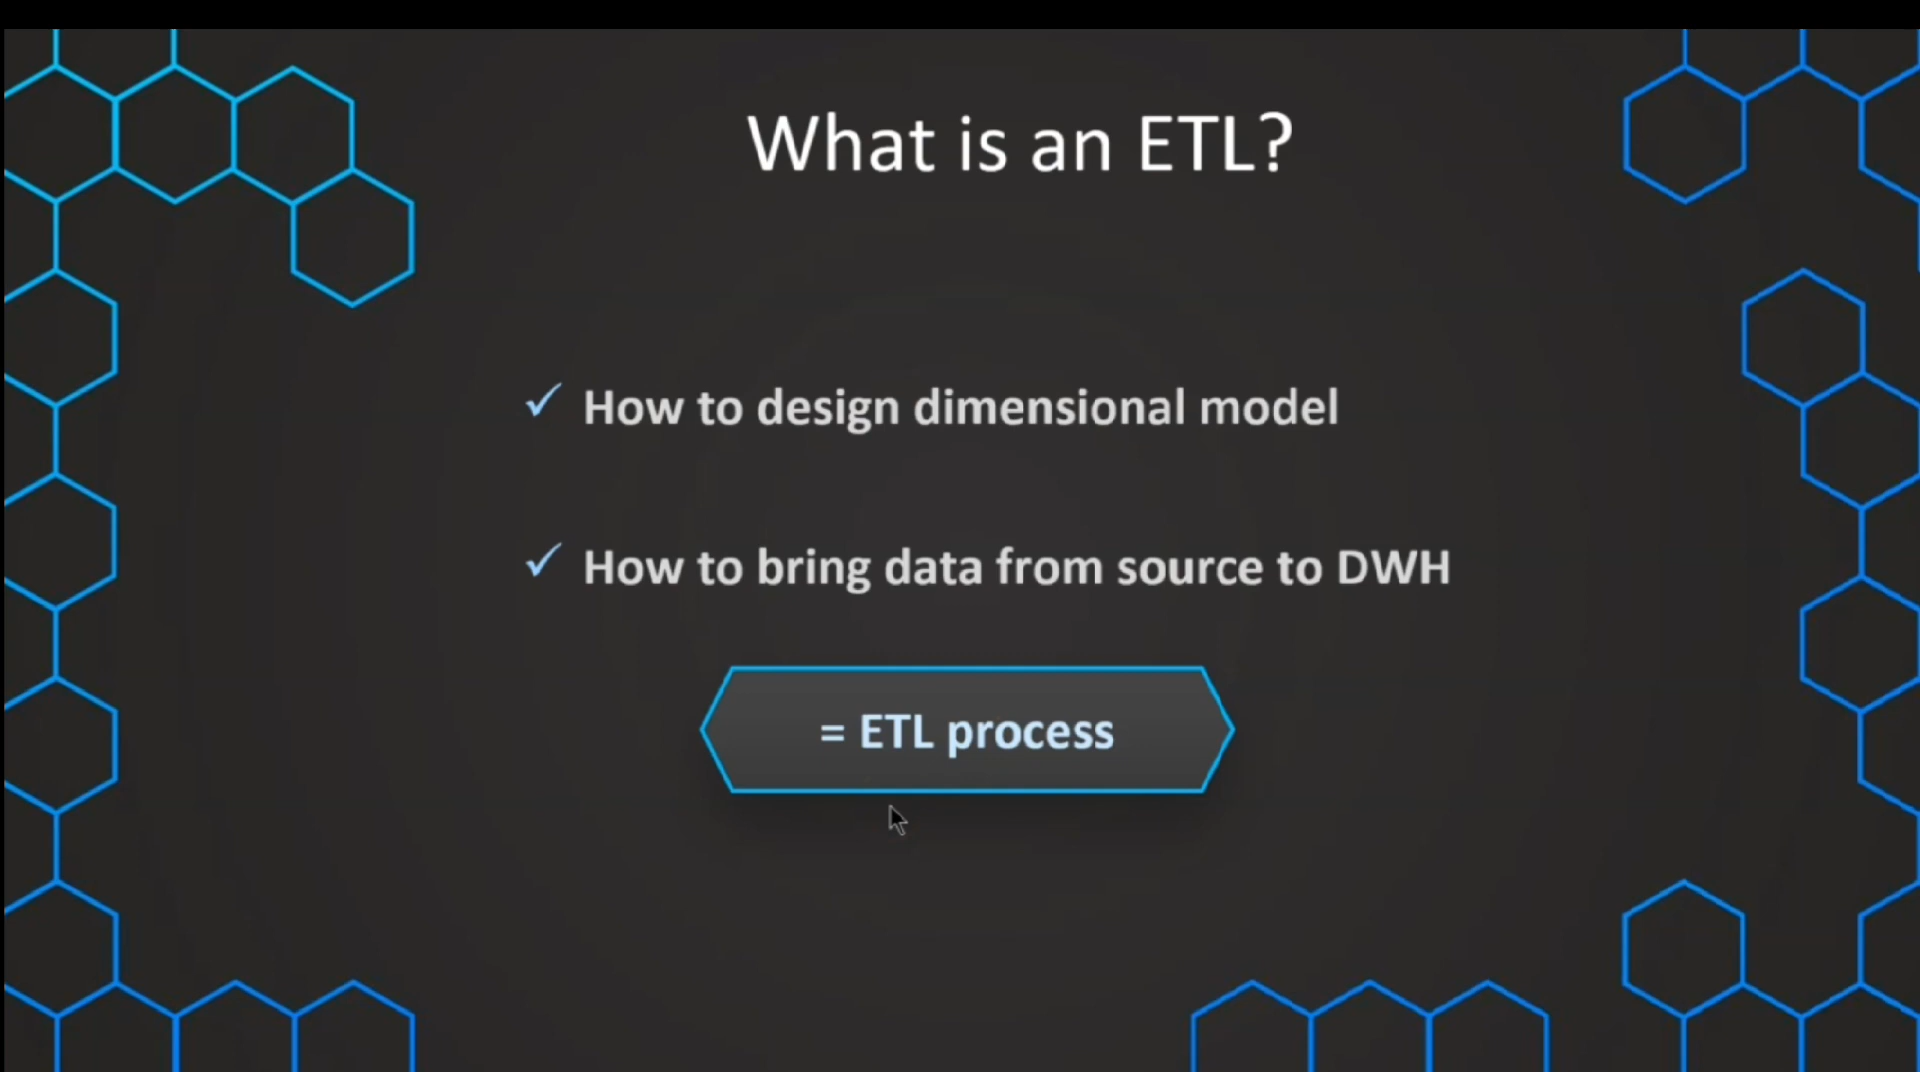 What is an ETL?
✓ How to design dimensional model
✓ How to bring data from source to DWH
= ETL process